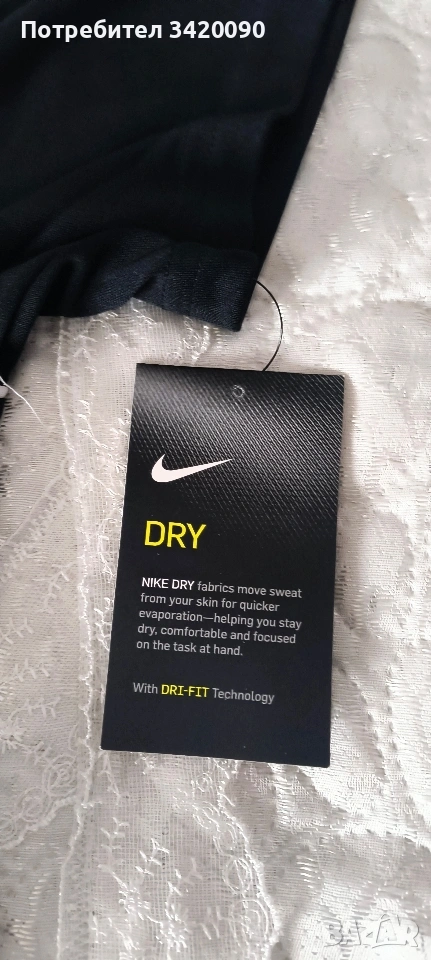 Потребител 3420090
DRY
NIKE DRY fabrics move sweat
from your skin for quicker
evaporation—helping you stay
dry, comfortable and focused
on the task at hand.
With DRI-FIT Technology
BAZAR